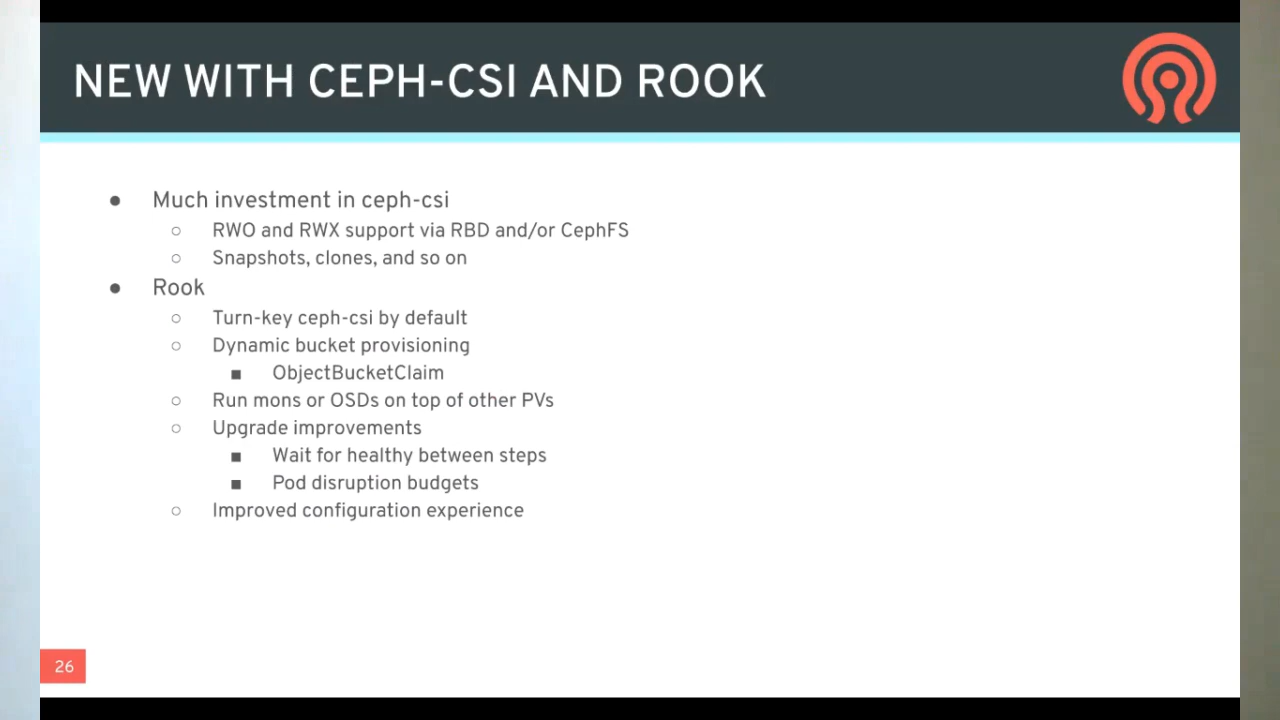 NEW WITH CEPH-CSI AND ROOK
● Much investment in ceph-csi
○ RWO and RWX support via RBD and/or CephFS
○ Snapshots, clones, and so on
● Rook
○ Turn-key ceph-csi by default
○ Dynamic bucket provisioning
■ ObjectBucketClaim
○ Run mons or OSDs on top of other PVs
○ Upgrade improvements
■ Wait for healthy between steps
■ Pod disruption budgets
○ Improved configuration experience
26